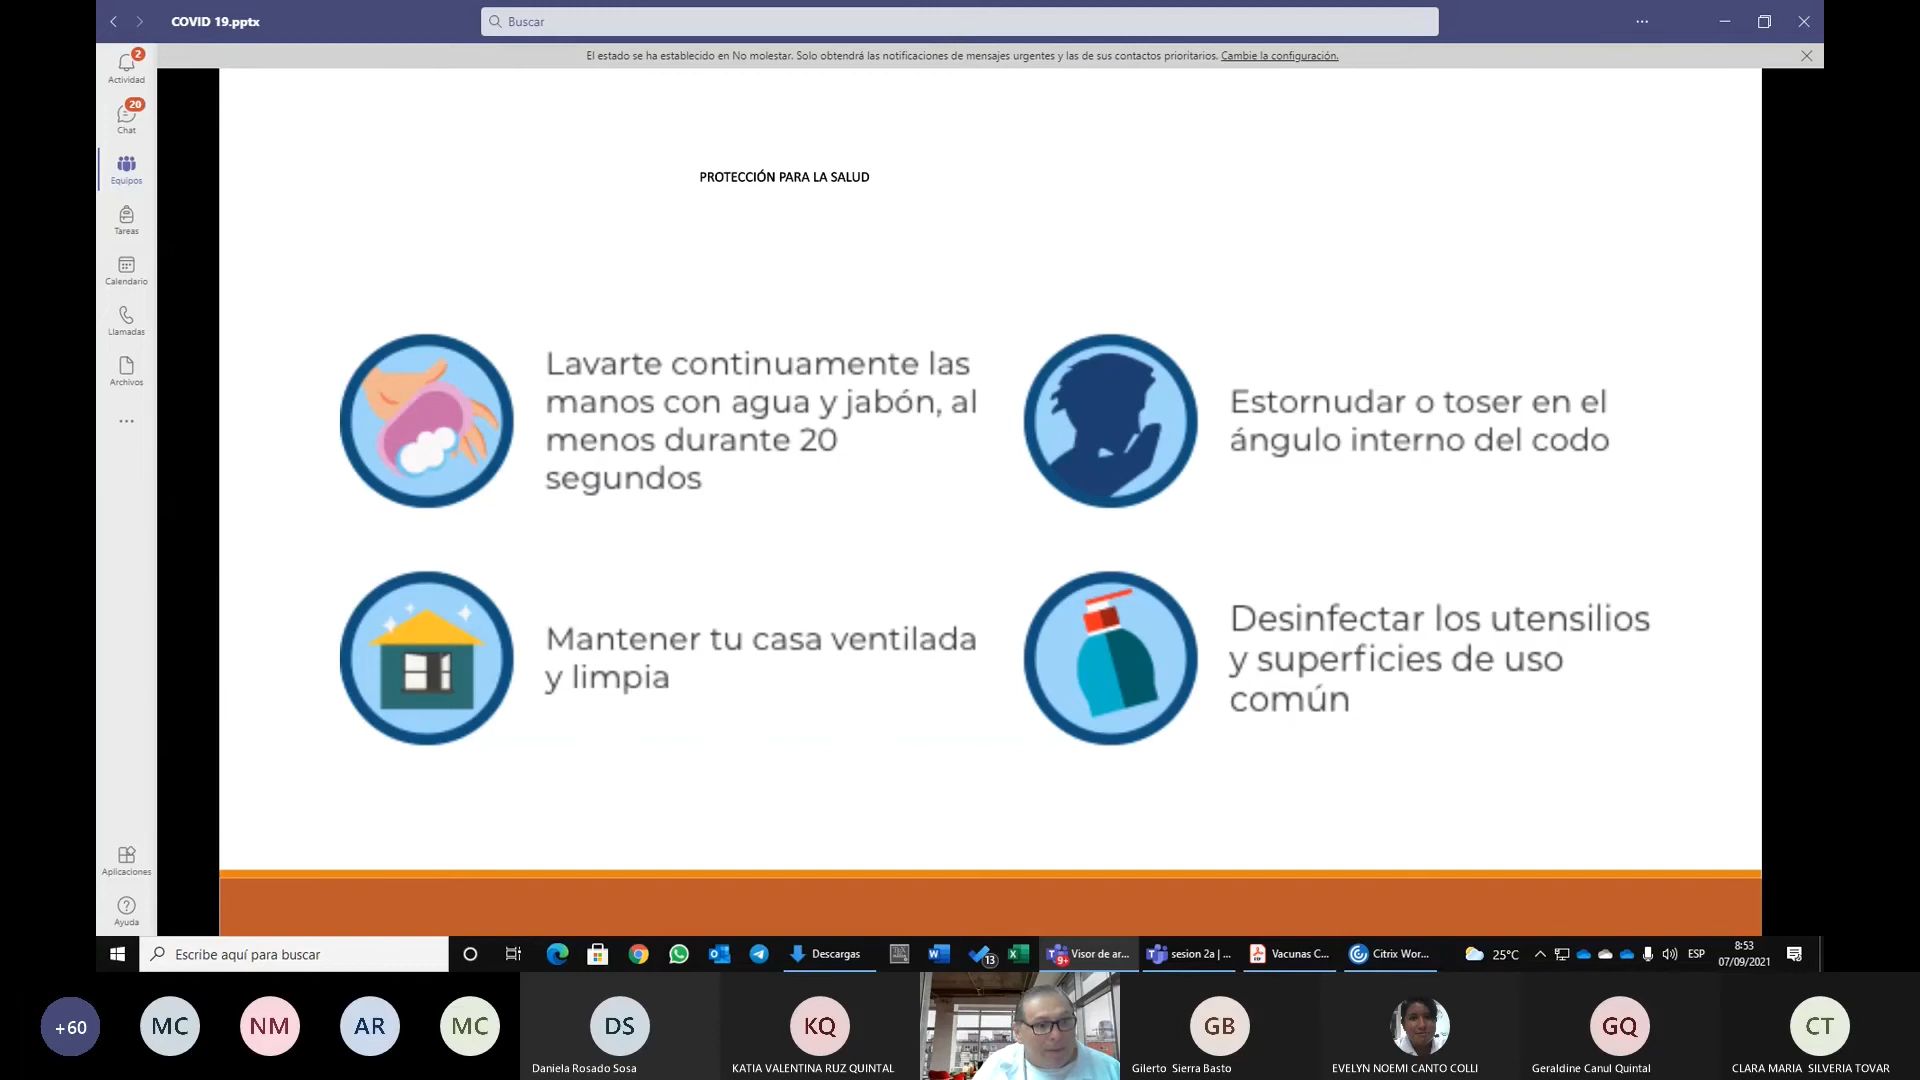 COVID 19.pptx
Buscar
El estado se ha establecido en No molestar. Solo obtendrá las notificaciones de mensajes urgentes y las de sus contactos prioritarios. Cambie la configuración.
2
Actividad
20
Chat
Equipos
Tareas
Calendario
Llamadas
Archivos
Aplicaciones
Ayuda
PROTECCIÓN PARA LA SALUD
Lavarte continuamente las
manos con agua y jabón, al
menos durante 20
segundos
Estornudar o toser en el
ángulo interno del codo
Mantener tu casa ventilada
y limpia
Desinfectar los utensilios
y superficies de uso
común
Escribe aquí para buscar
Descargas
13
9+
Visor de ar...
sesion 2a | ...
Vacunas C...
Citrix Wor...
25°C
ESP
8:53
07/09/2021
+60
MC
NM
AR
MC
DS
Daniela Rosado Sosa
KQ
KATIA VALENTINA RUZ QUINTAL
GB
Gilerto Sierra Basto
EVELYN NOEMI CANTO COLLI
GQ
Geraldine Canul Quintal
CT
CLARA MARIA SILVERIA TOVAR